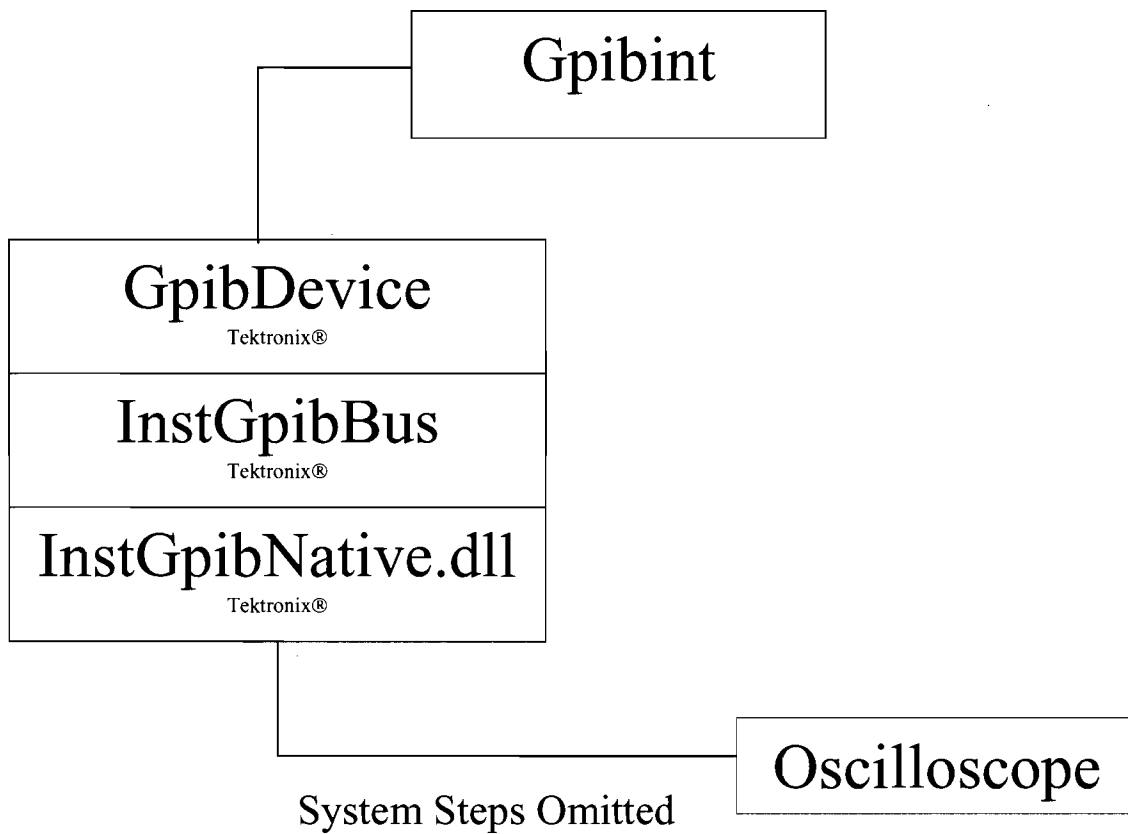 Gpibint
GpibDevice
Tektronix®
InstGpibBus
Tektronix®
InstGpibNative.dll
Tektronix®
Oscilloscope
System Steps Omitted